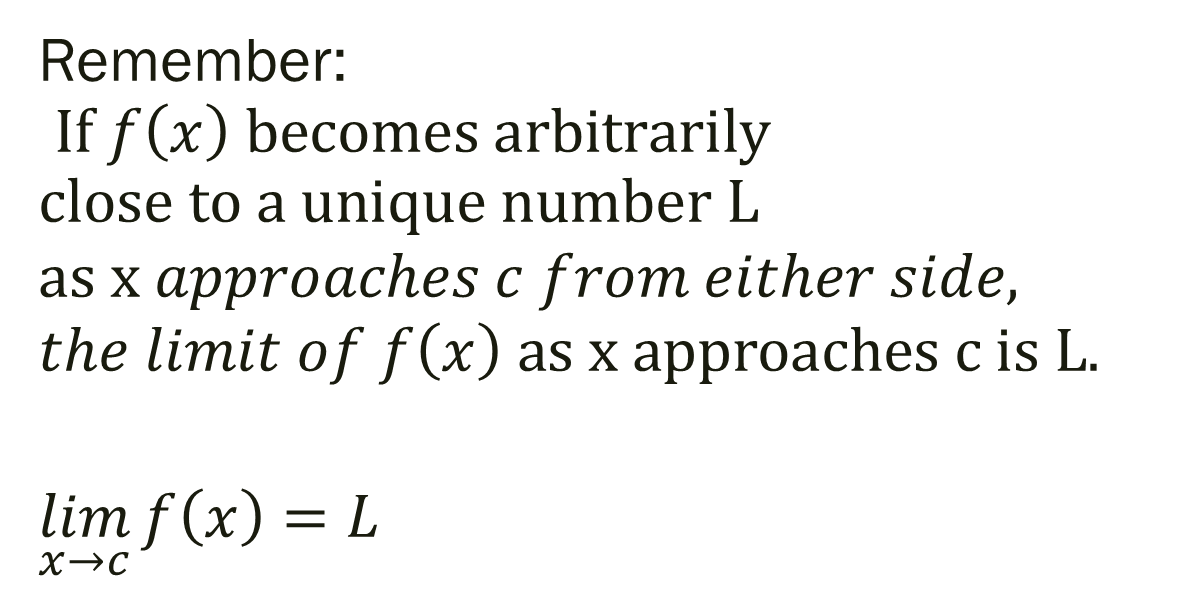 Remember:
If f(x) becomes arbitrarily
close to a unique number L
as x approaches c from either side,
the limit of f(x) as x approaches c is L.
lim f(x) = L
x→c